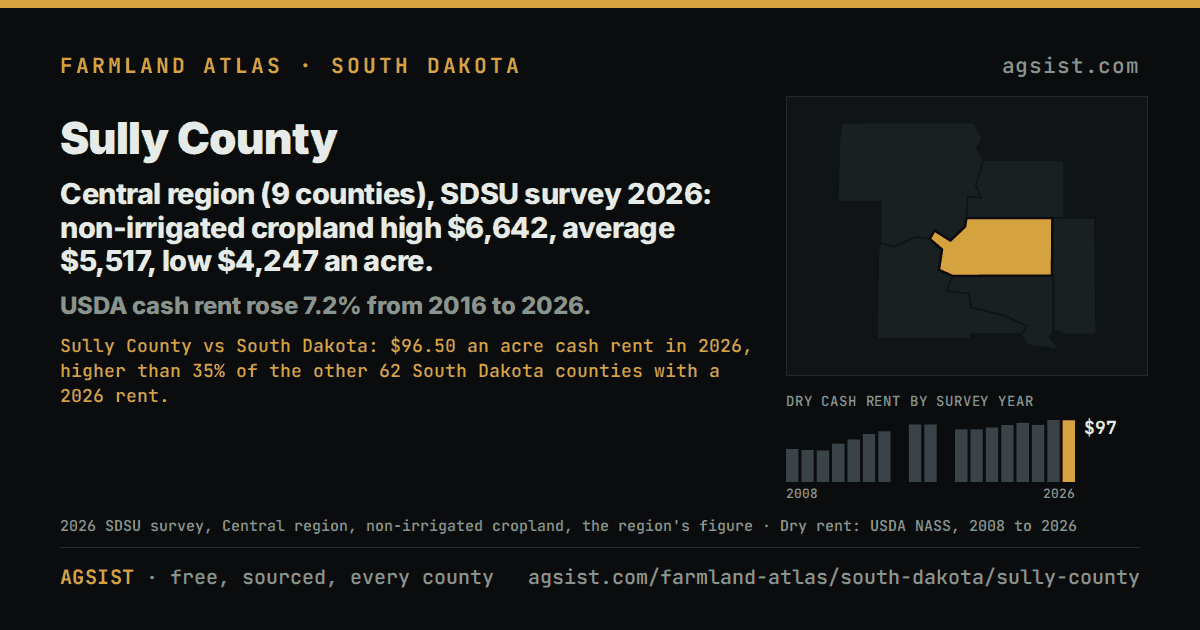 FARMLAND ATLAS · SOUTH DAKOTA
agsist.com
Sully County
Central region (9 counties), SDSU survey 2026:
non-irrigated cropland high $6,642, average
$5,517, low $4,247 an acre.
USDA cash rent rose 7.2% from 2016 to 2026.
Sully County vs South Dakota: $96.50 an acre cash rent in 2026,
higher than 35% of the other 62 South Dakota counties with a
2026 rent.
DRY CASH RENT BY SURVEY YEAR
$97
2008
2026
2026 SDSU survey, Central region, non-irrigated cropland, the region's figure · Dry rent: USDA NASS, 2008 to 2026
AGSIST · free, sourced, every county
agsist.com/farmland-atlas/south-dakota/sully-county